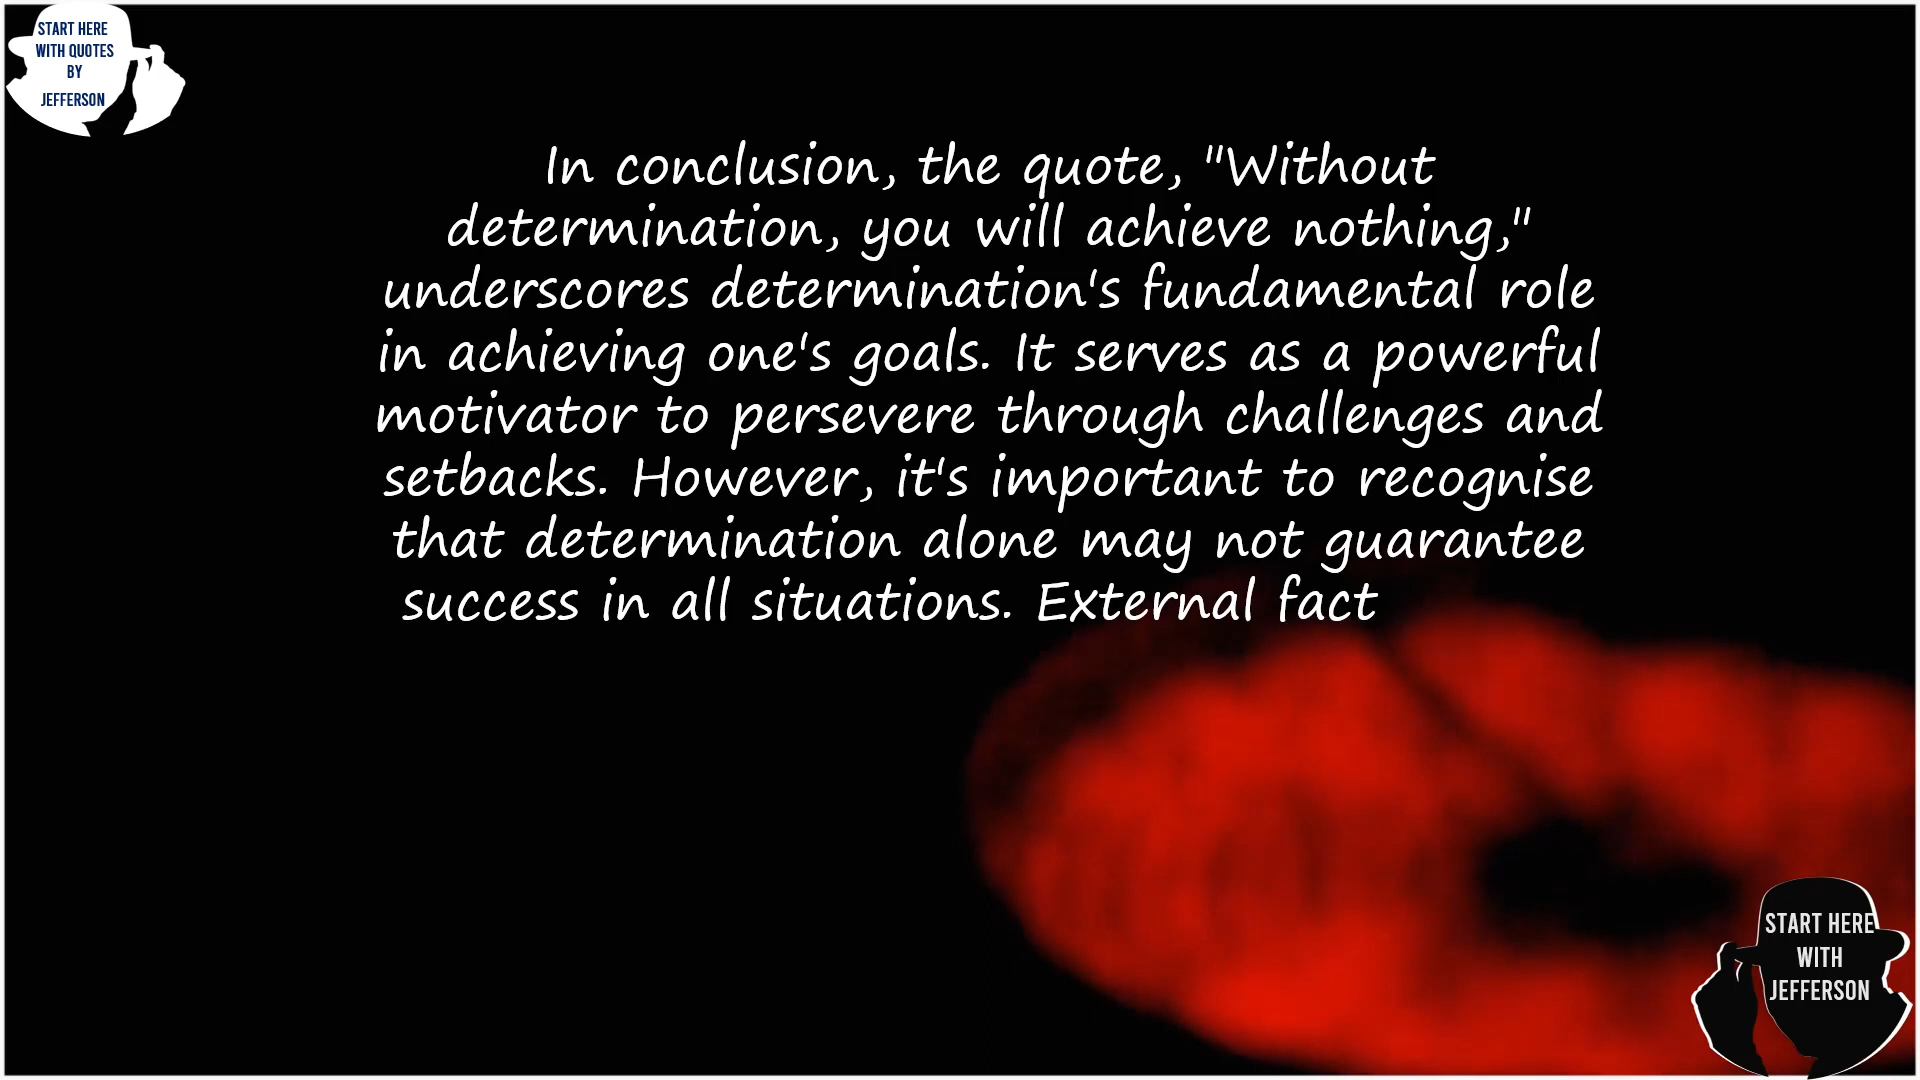 START HERE
WITH QUOTES
BY
JEFFERSON
In conclusion, the quote, "Without
determination, you will achieve nothing,"
underscores determination's fundamental role
in achieving one's goals. It serves as a powerful
motivator to persevere through challenges and
setbacks. However, it's important to recognise
that determination alone may not guarantee
success in all situations. External fact
START HERE
WITH
JEFFERSON